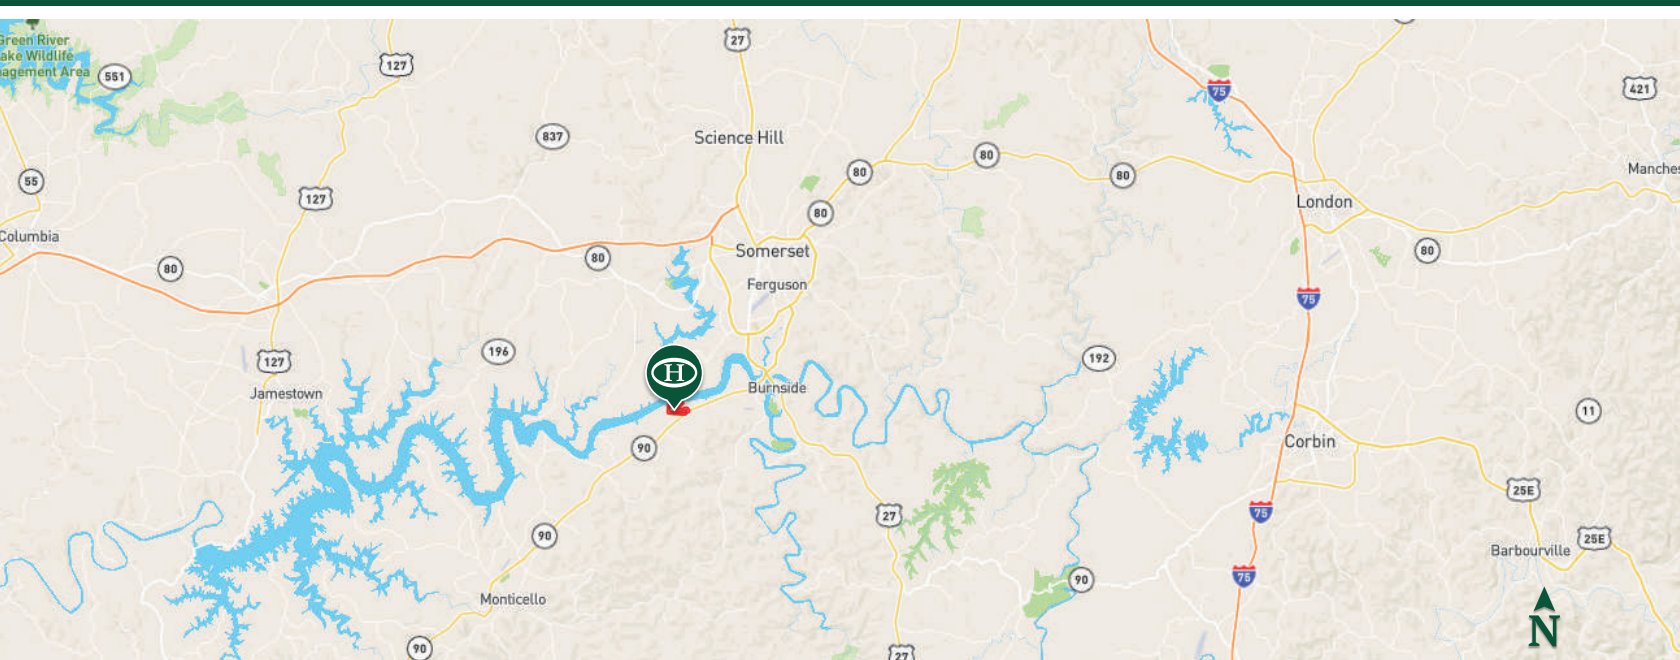 Green River
ake Wildlife
agement Area
551
127
27
75
421
837
Science Hill
80
80
80
Manches
55
127
80
London
Columbia
Somerset
80
80
80
Ferguson
75
196
127
192
H
Jamestown
Burnside
11
90
Corbin
25E
27
75
90
25E
Barbourville
75
90
Monticello
N
90
27